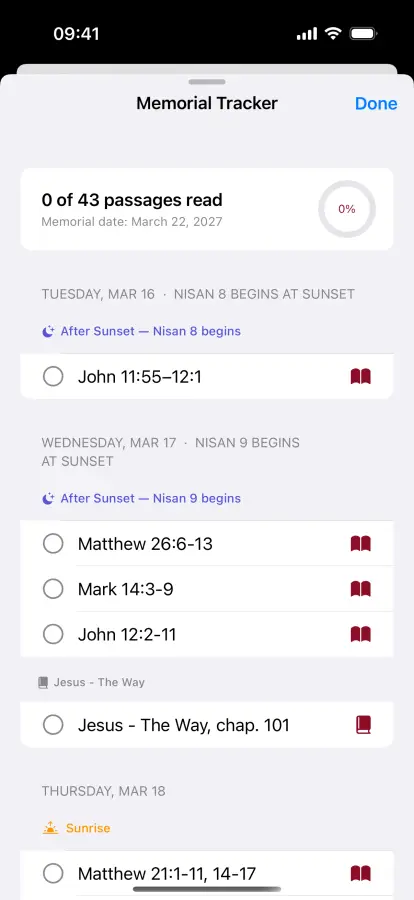 09:41
Memorial Tracker
Done
0 of 43 passages read
Memorial date: March 22, 2027
0%
TUESDAY, MAR 16 · NISAN 8 BEGINS AT SUNSET
After Sunset — Nisan 8 begins
John 11:55–12:1
WEDNESDAY, MAR 17 · NISAN 9 BEGINS
AT SUNSET
After Sunset — Nisan 9 begins
Matthew 26:6-13
Mark 14:3-9
John 12:2-11
Jesus - The Way
Jesus - The Way, chap. 101
THURSDAY, MAR 18
Sunrise
Matthew 21:1-11, 14-17